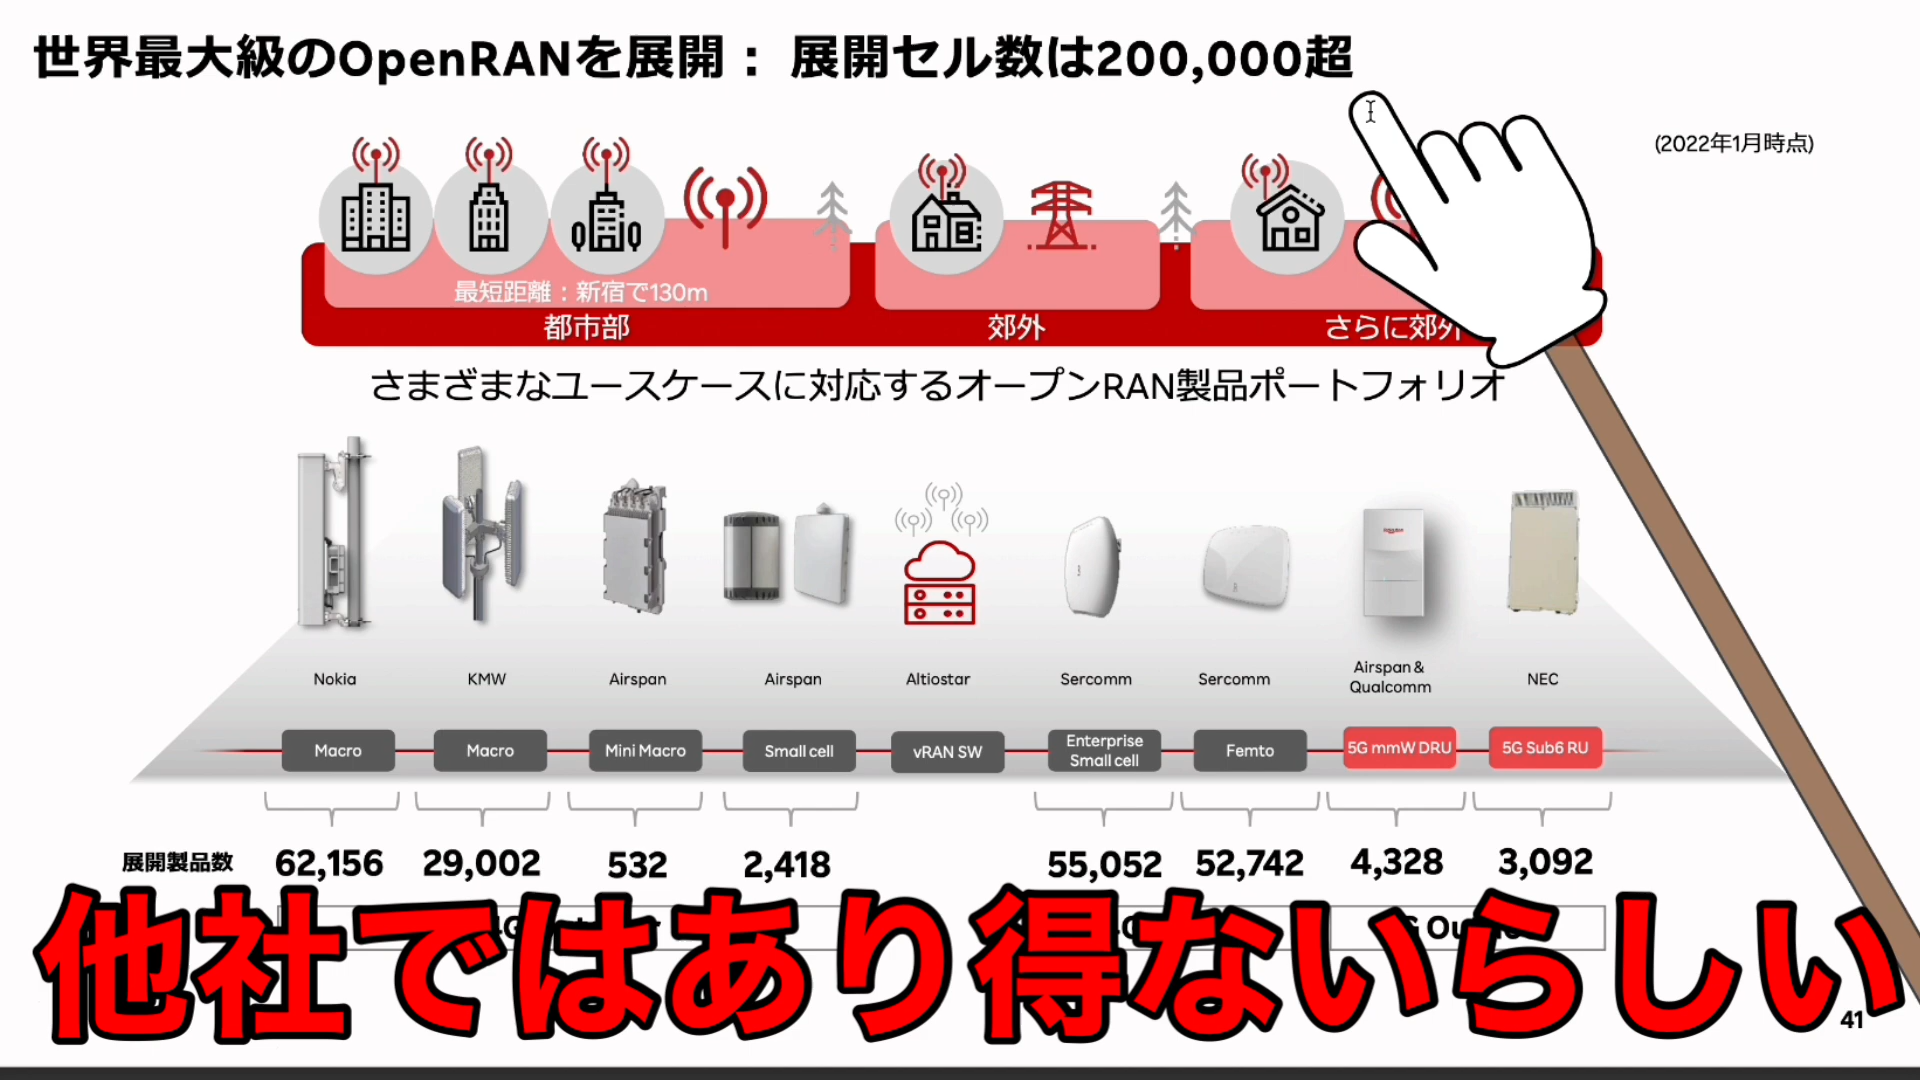 世界最大級のOpenRANを展開： 展開セル数は200,000超
(2022年1月時点)
最短距離：新宿で130m
都市部
郊外
さらに郊外
さまざまなユースケースに対応するオープンRAN製品ポートフォリオ
Nokia
KMW
Airspan
Airspan
Altiostar
Sercomm
Sercomm
Airspan &
Qualcomm
NEC
Macro
Macro
Mini Macro
Small cell
vRAN SW
Enterprise
Small cell
Femto
5G mmW DRU
5G Sub6 RU
展開製品数
62,156
29,002
532
2,418
55,052
52,742
4,328
3,092
他社ではあり得ないらしい
41